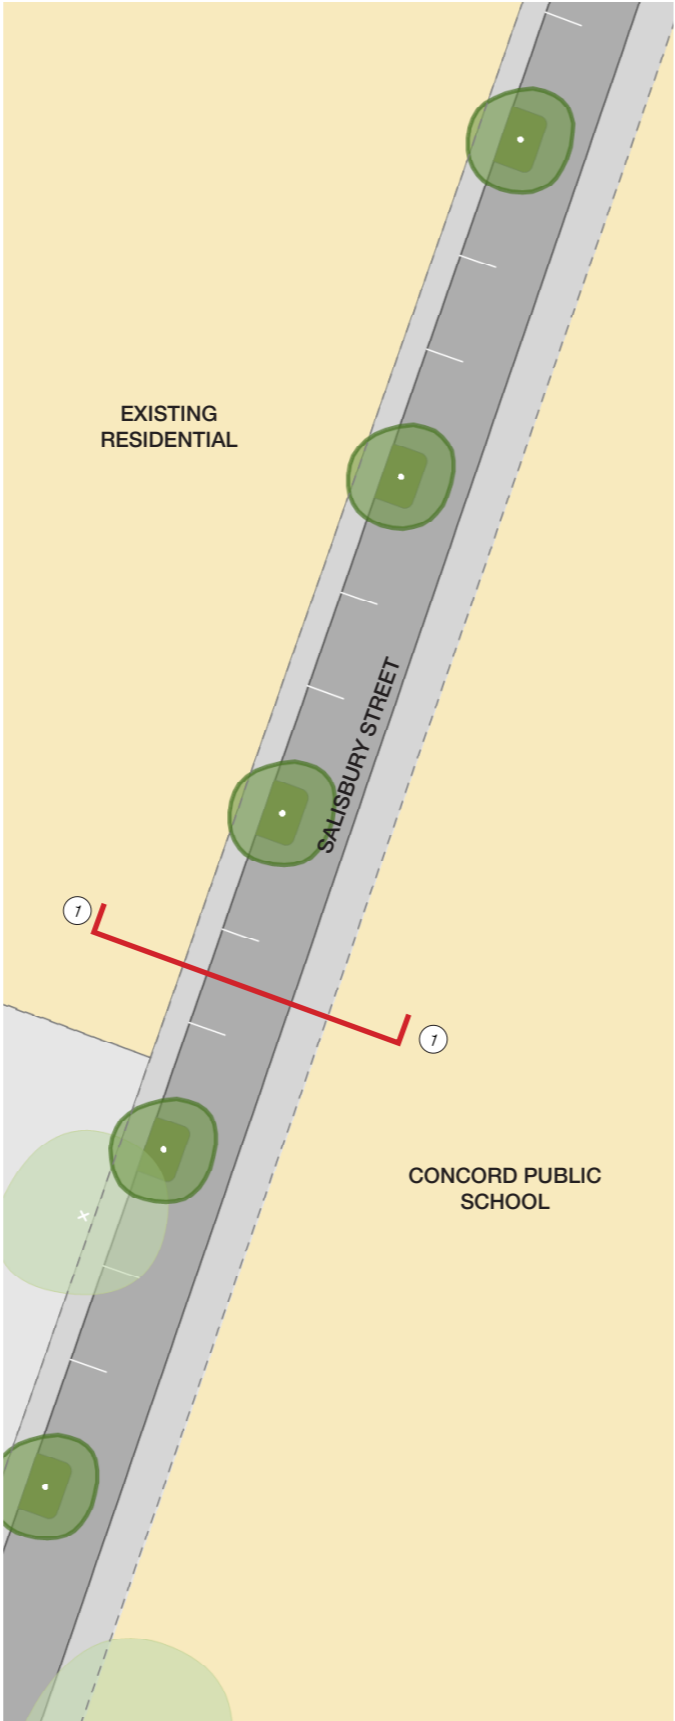 EXISTING
RESIDENTIAL
SALISBURY STREET
1
1
CONCORD PUBLIC
SCHOOL